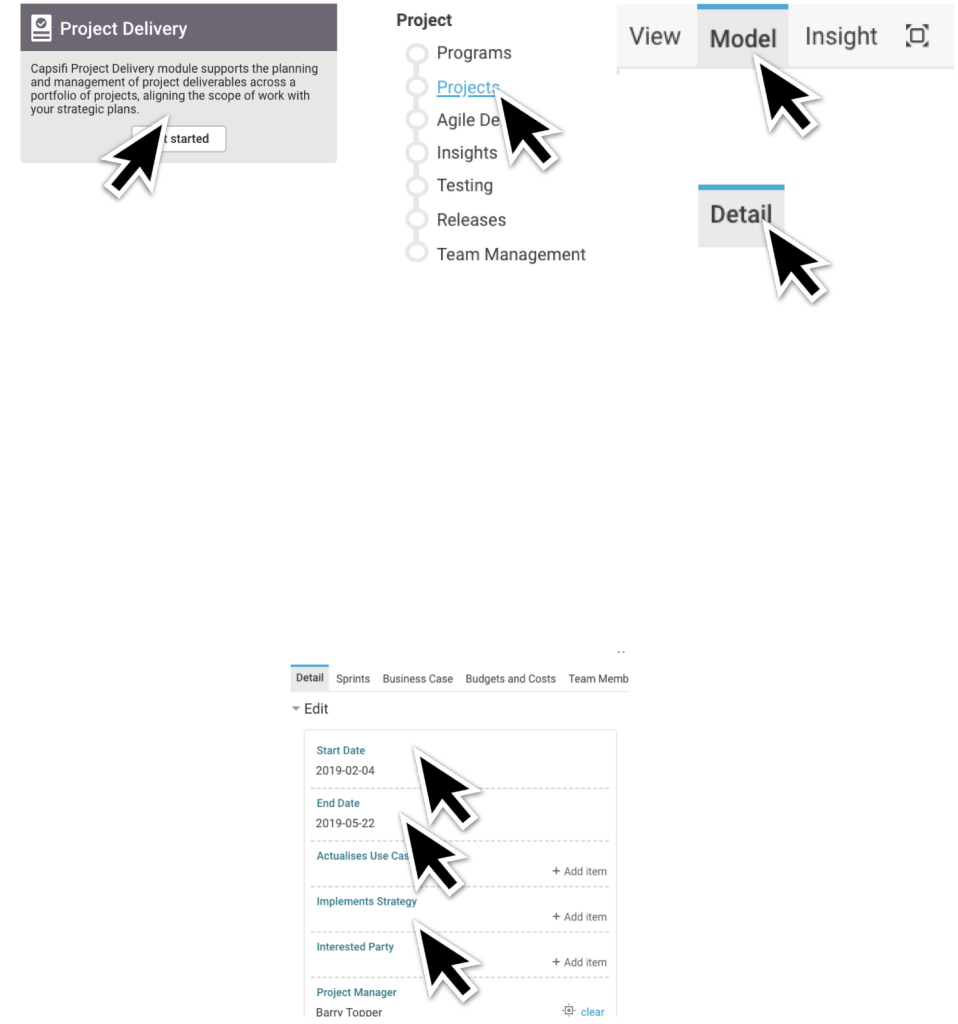 Project Delivery
Capsifi Project Delivery module supports the planning
and management of project deliverables across a
portfolio of projects, aligning the scope of work with
your strategic plans.
started
Project
Programs
Projects
Agile De
Insights
Testing
Releases
Team Management
View Model Insight
Detail
Detail Sprints Business Case Budgets and Costs Team Memb
Edit
Start Date
2019-02-04
End Date
2019-05-22
Actualises Use Cas
+ Add item
Implements Strategy
+ Add item
Interested Party
+ Add item
Project Manager
Barry Topper clear